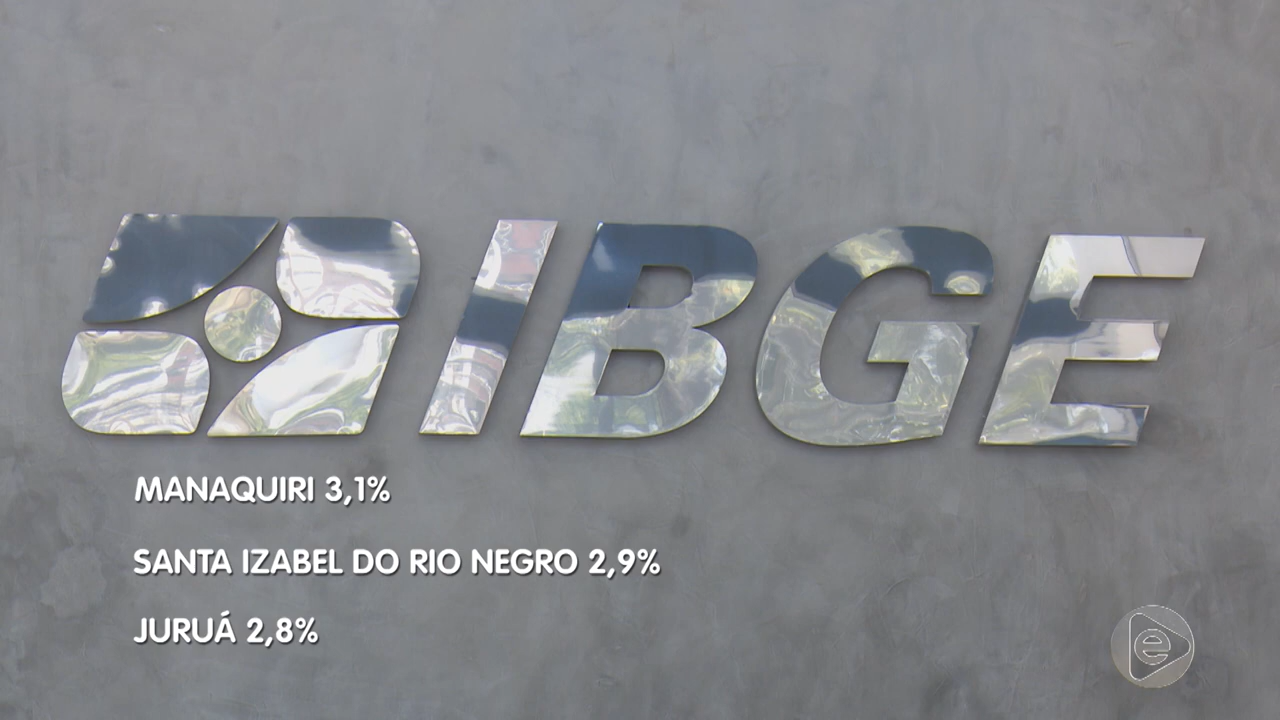 IBGE
MANAQUIRI 3,1%
SANTA IZABEL DO RIO NEGRO 2,9%
JURUÁ 2,8%
e